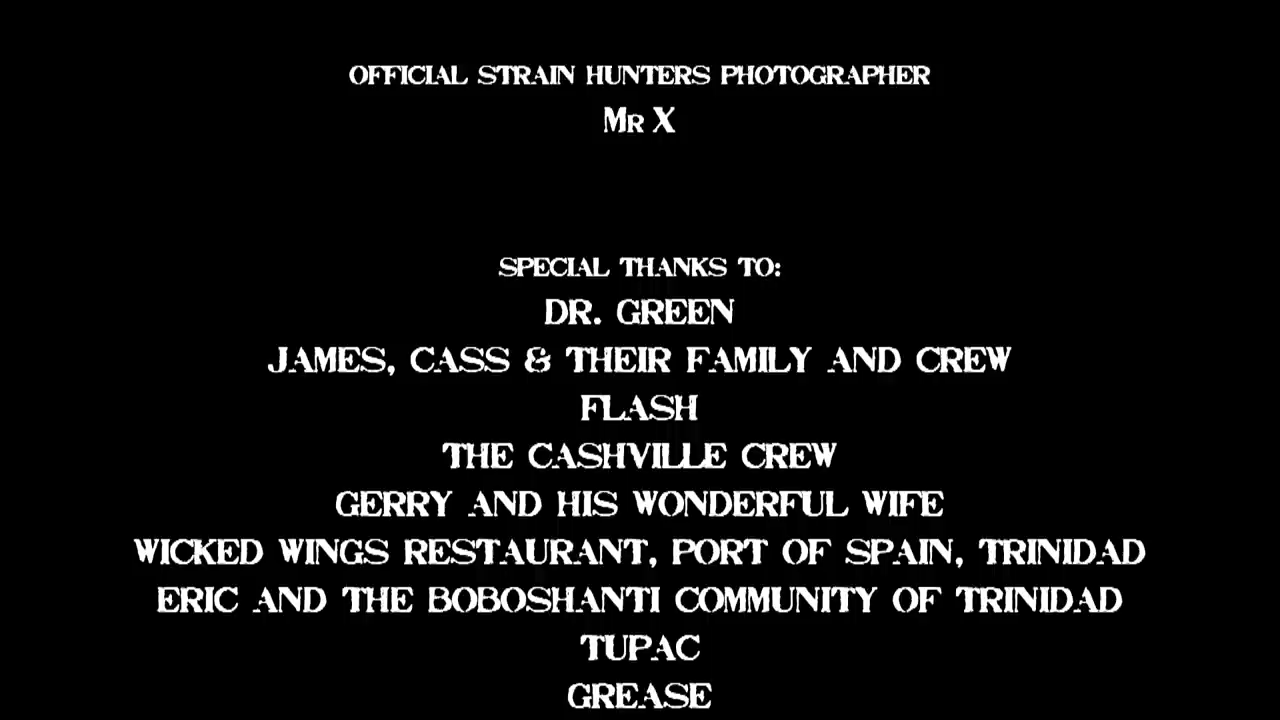 OFFICIAL STRAIN HUNTERS PHOTOGRAPHER
MR X
SPECIAL THANKS TO:
DR. GREEN
JAMES, CASS & THEIR FAMILY AND CREW
FLASH
THE CASHVILLE CREW
GERRY AND HIS WONDERFUL WIFE
WICKED WINGS RESTAURANT, PORT OF SPAIN, TRINIDAD
ERIC AND THE BOBOSHANTI COMMUNITY OF TRINIDAD
TUPAC
GREASE